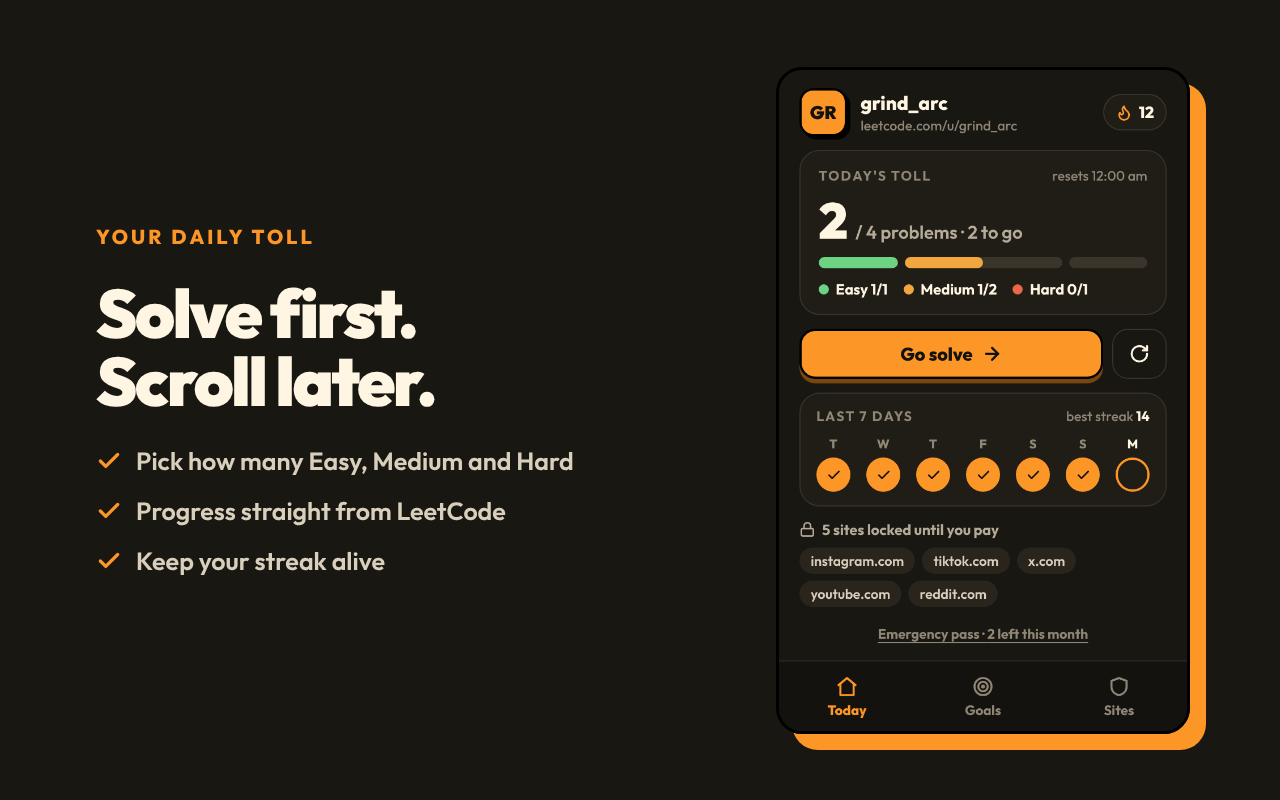 YOUR DAILY TOLL
Solve first.
Scroll later.
Pick how many Easy, Medium and Hard
Progress straight from LeetCode
Keep your streak alive
GR
grind_arc
leetcode.com/u/grind_arc
12
TODAY'S TOLL
resets 12:00 am
2 / 4 problems · 2 to go
Easy 1/1 Medium 1/2 Hard 0/1
Go solve
LAST 7 DAYS
best streak 14
T W T F S S M
5 sites locked until you pay
instagram.com tiktok.com x.com
youtube.com reddit.com
Emergency pass · 2 left this month
Today Goals Sites